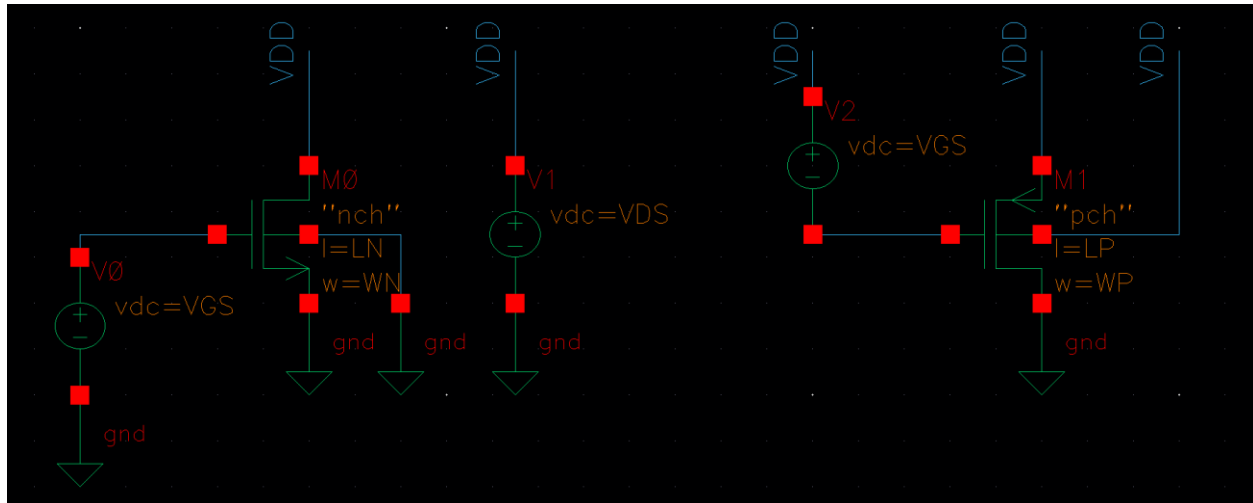 VDD
VDD
VDD
VDD
VDD
V2
vdc=VGS
M0
"nch"
l=LN
w=WN
V1
vdc=VDS
M1
"pch"
l=LP
w=WP
V0
vdc=VGS
gnd
gnd
gnd
gnd
gnd